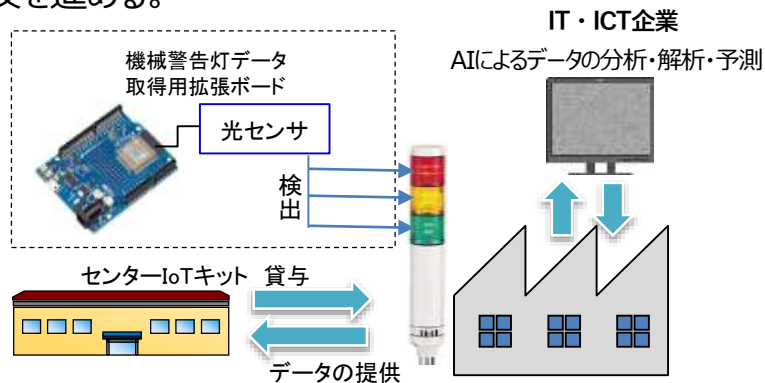 を進める。
IT・ICT企業
AIによるデータの分析・解析・予測
機械警告灯データ
取得用拡張ボード
光センサ
検出
センターIoTキット 貸与
データの提供